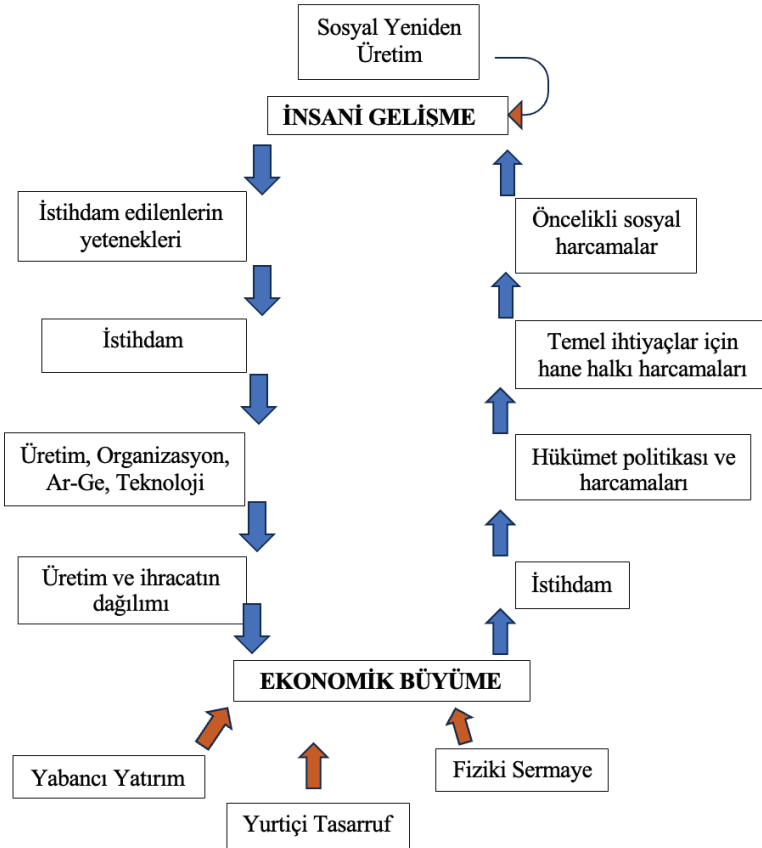 Sosyal Yeniden
Üretim
İNSANİ GELİŞME
İstihdam edilenlerin
yetenekleri
İstihdam
Üretim, Organizasyon,
Ar-Ge, Teknoloji
Üretim ve ihracatın
dağılımı
Öncelikli sosyal
harcamalar
Temel ihtiyaçlar için
hane halkı harcamaları
Hükümet politikası ve
harcamaları
İstihdam
EKONOMİK BÜYÜME
Yabancı Yatırım
Yurtiçi Tasarruf
Fiziki Sermaye